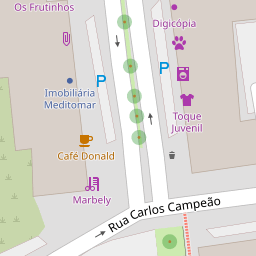 Os Frutinhos
Digicópia
P
P
Imobiliária
Meditomar
Toque
Juvenil
Café Donald
Marbely
Rua Carlos Campeão